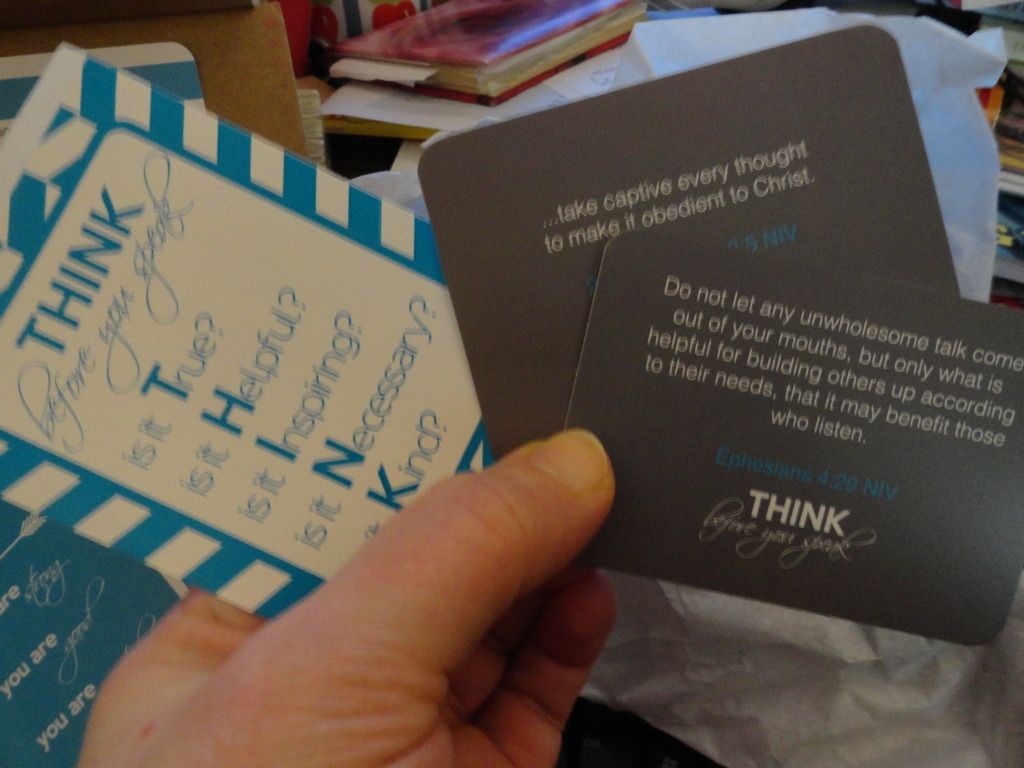 THINK
before you speak
is it True?
is it Helpful?
is it Inspiring?
is it Necessary?
it Kind?
...take captive every thought
to make it obedient to Christ.
:5 NIV
Do not let any unwholesome talk come
out of your mouths, but only what is
helpful for building others up according
to their needs, that it may benefit those
who listen.
Ephesians 4:29 NIV
THINK
before you speak
are strong
you are good
you are